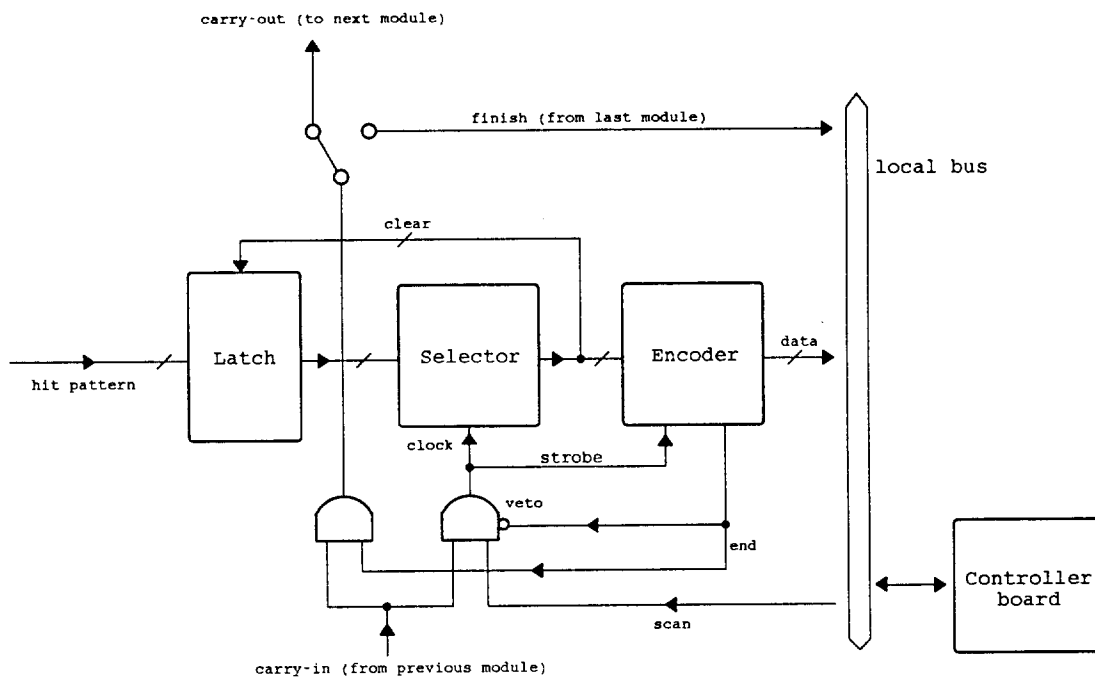 carry-out (to next module)
finish (from last module)
local bus
clear
Latch
Selector
Encoder
data
hit pattern
clock
strobe
veto
end
Controller
board
scan
carry-in (from previous module)